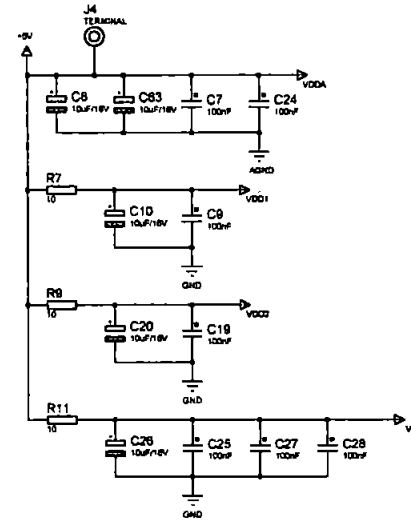 J4
TERMINAL
+5V
VDDA
C8
10uF/16V
C63
10uF/16V
C7
100nF
C24
100nF
AGND
R7
10
VDD1
C10
10uF/16V
C9
100nF
GND
R9
10
VDD2
C20
10uF/16V
C19
100nF
GND
R11
10
V
C26
10uF/16V
C25
100nF
C27
100nF
C28
100nF
GND